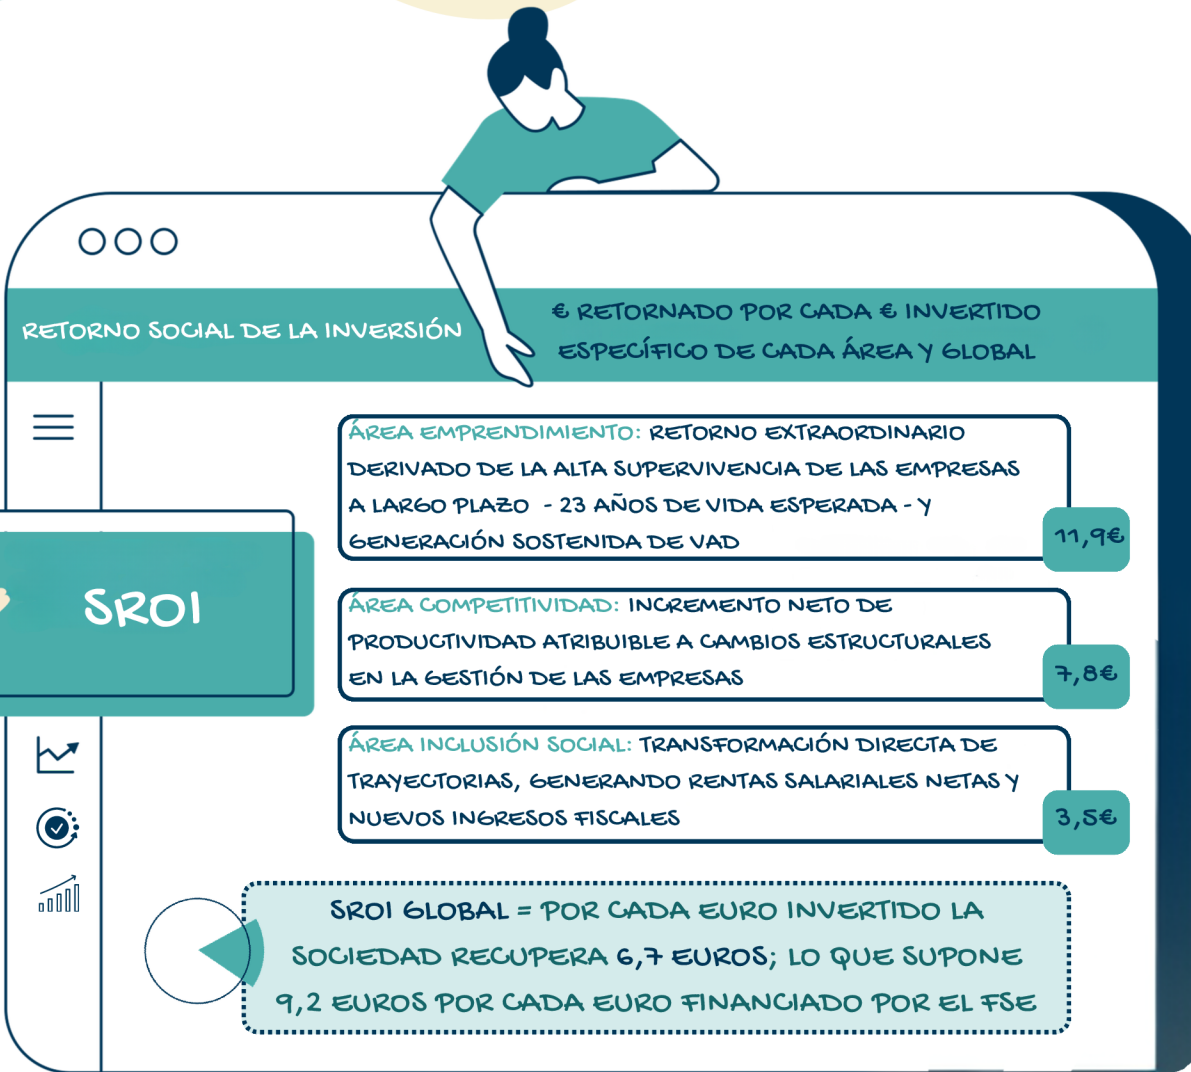 RETORNO SOCIAL DE LA INVERSIÓN
€ RETORNADO POR CADA € INVERTIDO
ESPECÍFICO DE CADA ÁREA Y GLOBAL
SROI
ÁREA EMPRENDIMIENTO: RETORNO EXTRAORDINARIO
DERIVADO DE LA ALTA SUPERVIVENCIA DE LAS EMPRESAS
A LARGO PLAZO - 23 AÑOS DE VIDA ESPERADA - Y
GENERACIÓN SOSTENIDA DE VAD
11,9€
ÁREA COMPETITIVIDAD: INCREMENTO NETO DE
PRODUCTIVIDAD ATRIBUIBLE A CAMBIOS ESTRUCTURALES
EN LA GESTIÓN DE LAS EMPRESAS
7,8€
ÁREA INCLUSIÓN SOCIAL: TRANSFORMACIÓN DIRECTA DE
TRAYECTORIAS, GENERANDO RENTAS SALARIALES NETAS Y
NUEVOS INGRESOS FISCALES
3,5€
SROI GLOBAL = POR CADA EURO INVERTIDO LA
SOCIEDAD RECUPERA 6,7 EUROS; LO QUE SUPONE
9,2 EUROS POR CADA EURO FINANCIADO POR EL FSE